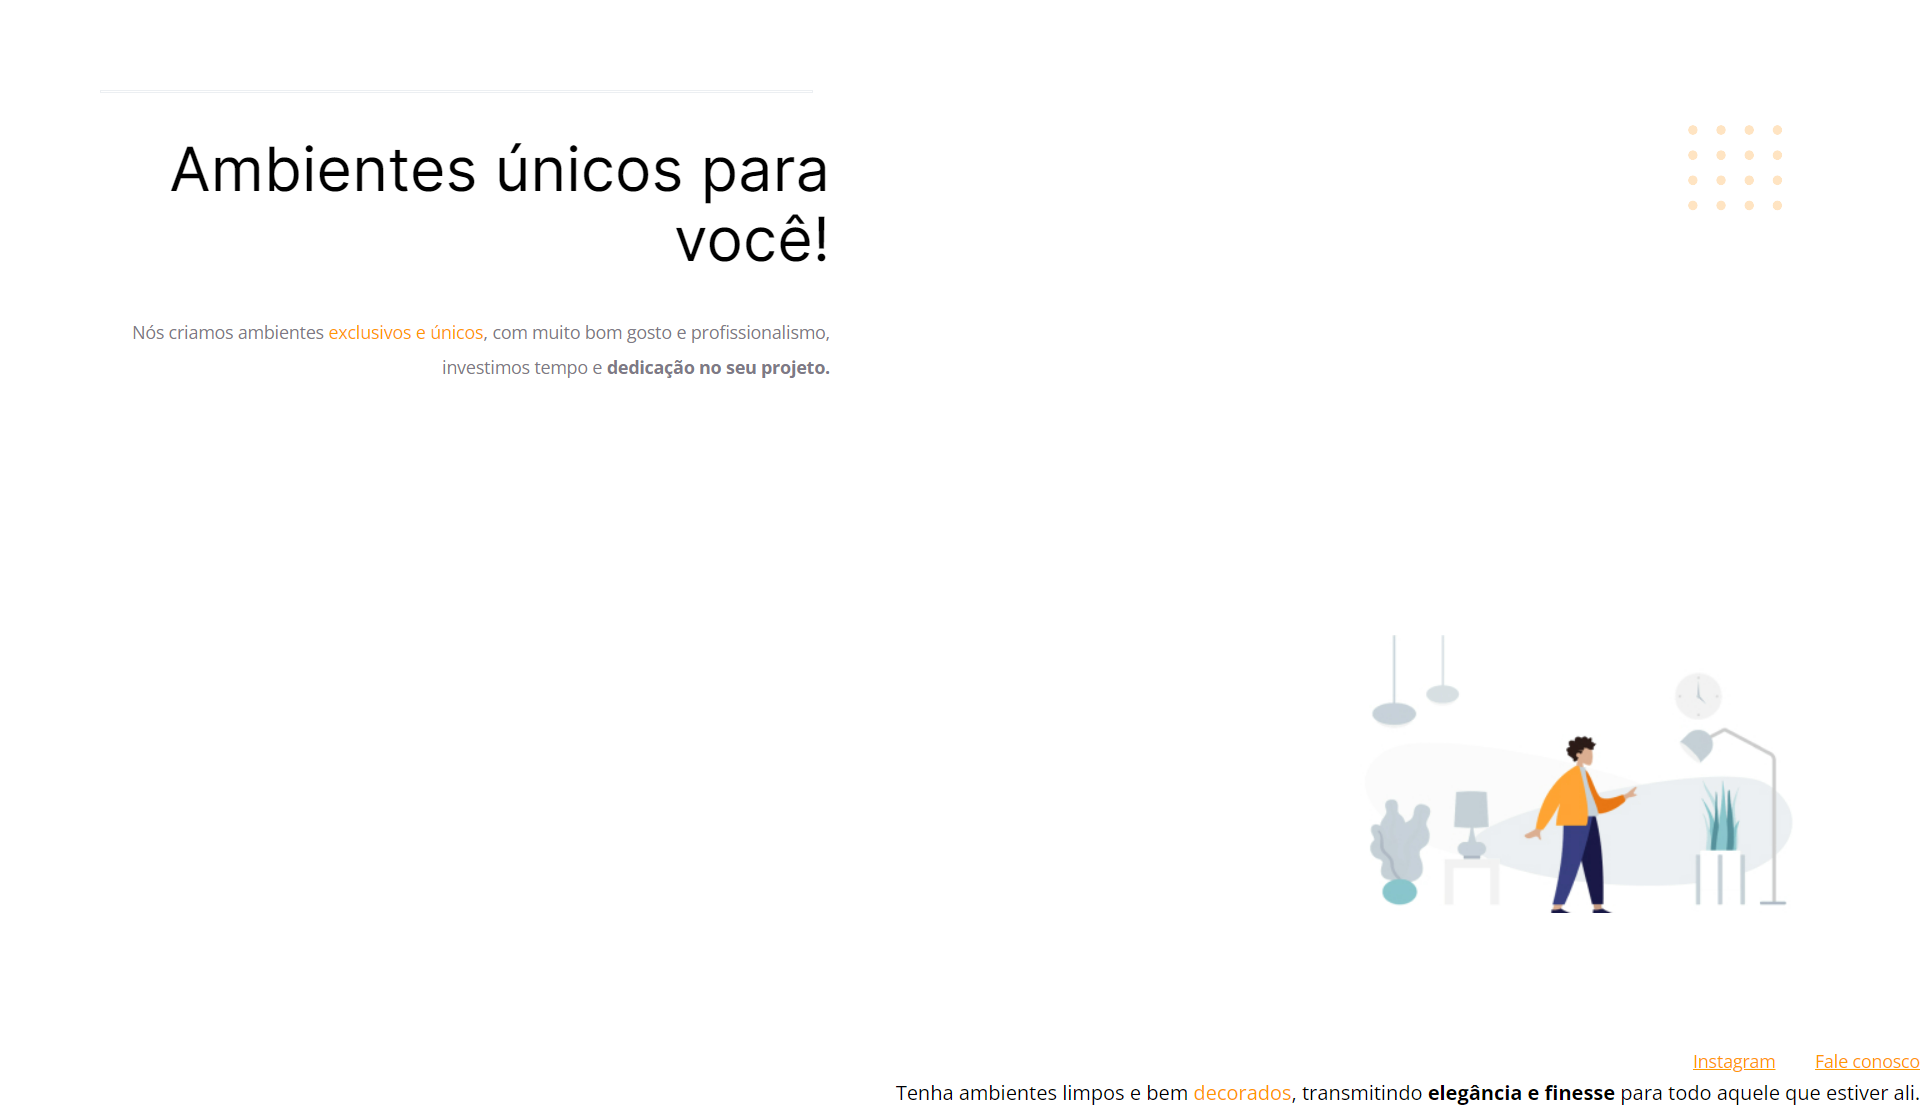 Ambientes únicos para
você!
Nós criamos ambientes exclusivos e únicos, com muito bom gosto e profissionalismo,
investimos tempo e dedicação no seu projeto.
Instagram Fale conosco
Tenha ambientes limpos e bem decorados, transmitindo elegância e finesse para todo aquele que estiver ali.